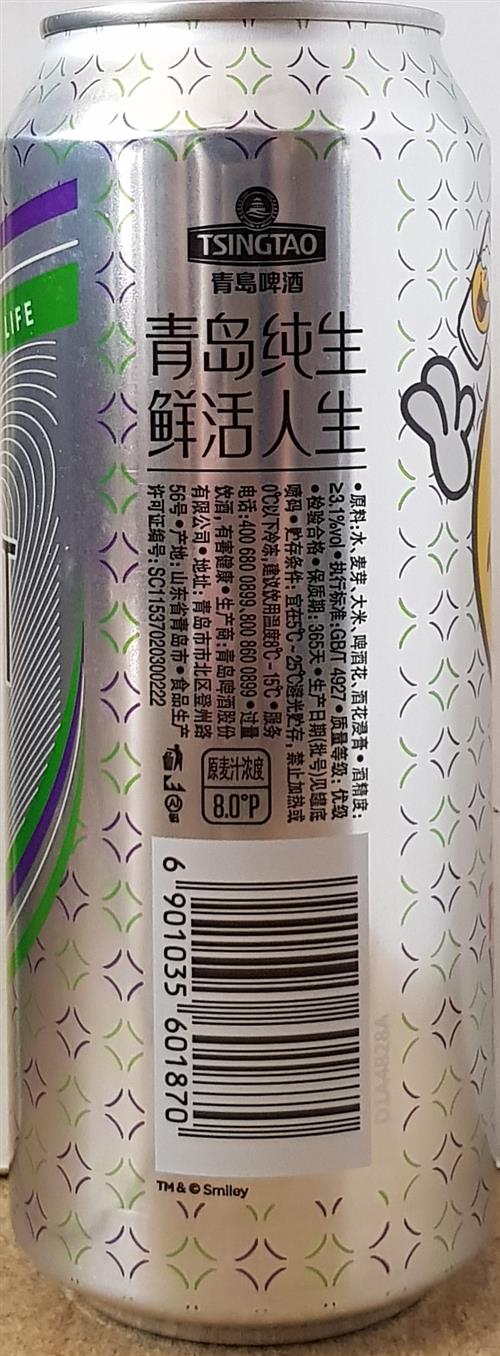 LIFE
TSINGTAO
青島啤酒
青岛纯生
鲜活人生
•原料:水、麦芽、大米、啤酒花、酒花浸膏•酒精度:
≥3.1%vol•执行标准:GB/T 4927•质量等级:优级
•检验合格•保质期:365天•生产日期(批号)见罐底
喷码•贮存条件:宜在5℃~25℃避光贮存,禁止加热或
0℃以下冷冻,建议饮用温度8℃~15℃•服务
电话:400 680 0899,800 860 0899•过量
饮酒,有害健康•生产商:青岛啤酒股份
有限公司•地址:青岛市市北区登州路
56号•产地:山东省青岛市•食品生产
许可证编号:SC11537020300222
原麦汁浓度
8.0°P
6 901035 601870
TM & © Smiley